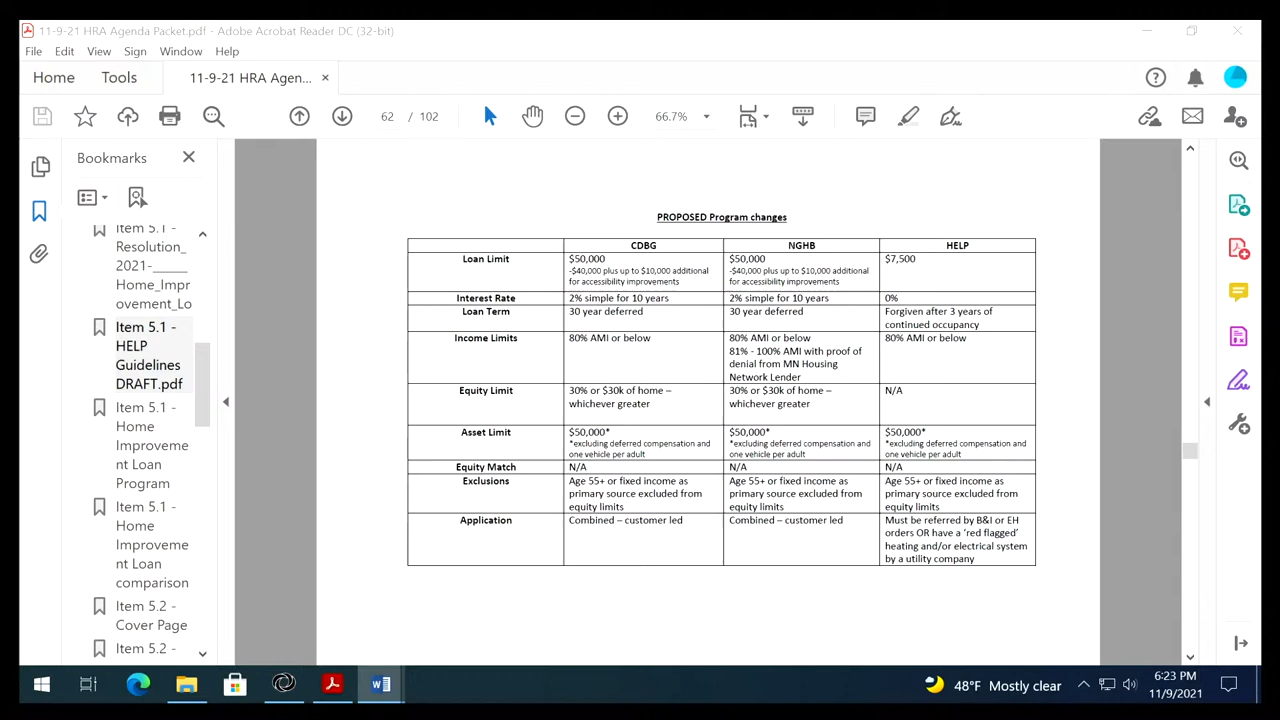 11-9-21 HRA Agenda Packet.pdf - Adobe Acrobat Reader DC (32-bit)
File Edit View Sign Window Help
Home Tools 11-9-21 HRA Agen... ×
62 / 102 66.7%
Bookmarks
Item 5.1 -
Resolution_
2021-_____
Home_Impr
ovement_Lo
Item 5.1 -
HELP
Guidelines
DRAFT.pdf
Item 5.1 -
Home
Improveme
nt Loan
Program
Item 5.1 -
Home
Improveme
nt Loan
comparison
Item 5.2 -
Cover Page
Item 5.2 -
PROPOSED Program changes
CDBG NGHB HELP
Loan Limit $50,000 $50,000 $7,500
-$40,000 plus up to $10,000 additional -$40,000 plus up to $10,000 additional
for accessibility improvements for accessibility improvements
Interest Rate 2% simple for 10 years 2% simple for 10 years 0%
Loan Term 30 year deferred 30 year deferred Forgiven after 3 years of
continued occupancy
Income Limits 80% AMI or below 80% AMI or below 80% AMI or below
81% - 100% AMI with proof of
denial from MN Housing
Network Lender
Equity Limit 30% or $30k of home – 30% or $30k of home – N/A
whichever greater whichever greater
Asset Limit $50,000* $50,000* $50,000*
*excluding deferred compensation and *excluding deferred compensation and *excluding deferred compensation and
one vehicle per adult one vehicle per adult one vehicle per adult
Equity Match N/A N/A N/A
Exclusions Age 55+ or fixed income as Age 55+ or fixed income as Age 55+ or fixed income as
primary source excluded from primary source excluded from primary source excluded from
equity limits equity limits equity limits
Application Combined – customer led Combined – customer led Must be referred by B&I or EH
orders OR have a 'red flagged'
heating and/or electrical system
by a utility company
48°F Mostly clear 6:23 PM
11/9/2021